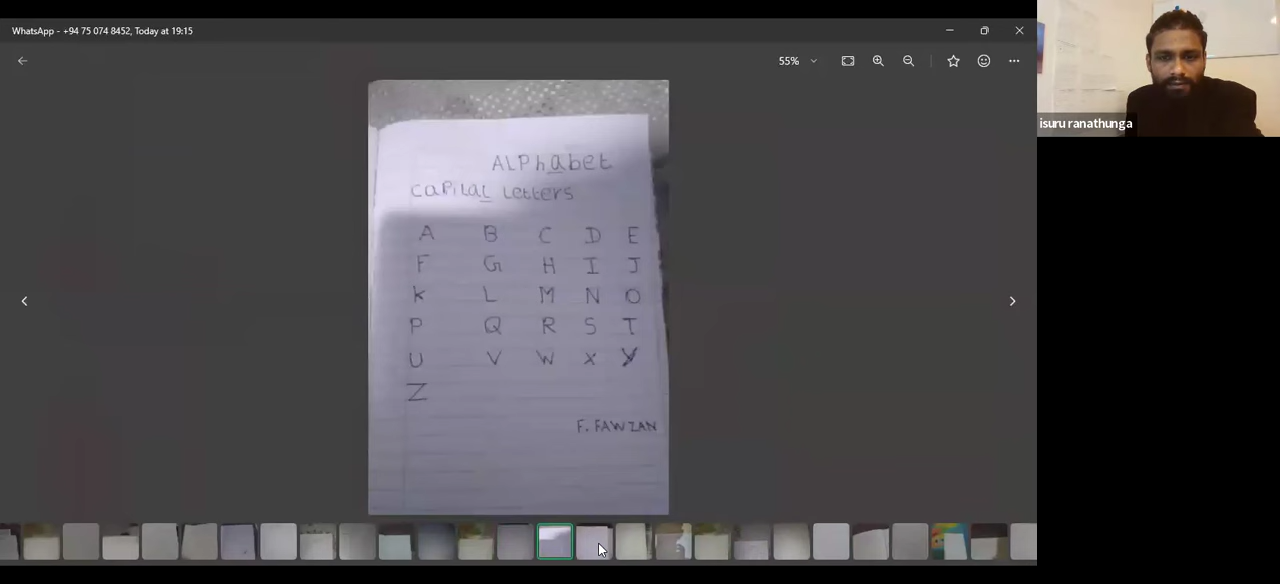 WhatsApp - +94 75 074 8452, Today at 19:15
55%
isuru ranathunga
ALPhabet
capital letters
A B C D E
F G H I J
K L M N O
P Q R S T
U V W X Y
Z
F. FAWZAN